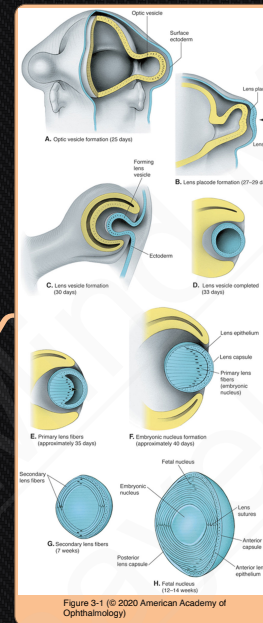 Optic vesicle
Surface
ectoderm
A. Optic vesicle formation (25 days)
Lens
B. Lens placode formation (27–29
Forming
lens
vesicle
Ectoderm
C. Lens vesicle formation
(30 days)
D. Lens vesicle completed
(33 days)
Lens epithelium
Lens capsule
Primary lens
fibers
(embryonic
nucleus)
E. Primary lens fibers
(approximately 35 days)
F. Embryonic nucleus formation
(approximately 40 days)
Secondary
lens fibers
G. Secondary lens fibers
(7 weeks)
Fetal nucleus
Embryonic
nucleus
Lens
sutures
Posterior
lens capsule
Anterior
capsule
Anterior
epithelium
H. Fetal nucleus
(12–14 weeks)
Figure 3-1 (© 2020 American Academy of
Ophthalmology)